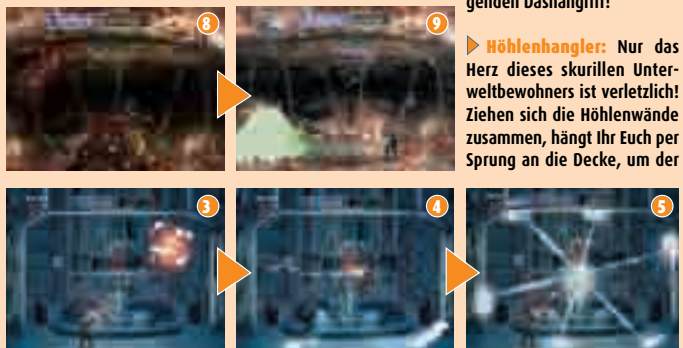 genden Dashangriff!
8
9
Höhlenhangler: Nur das
Herz dieses skurillen Unter-
weltbewohners ist verletzlich!
Ziehen sich die Höhlenwände
zusammen, hängt Ihr Euch per
Sprung an die Decke, um der
3
4
5